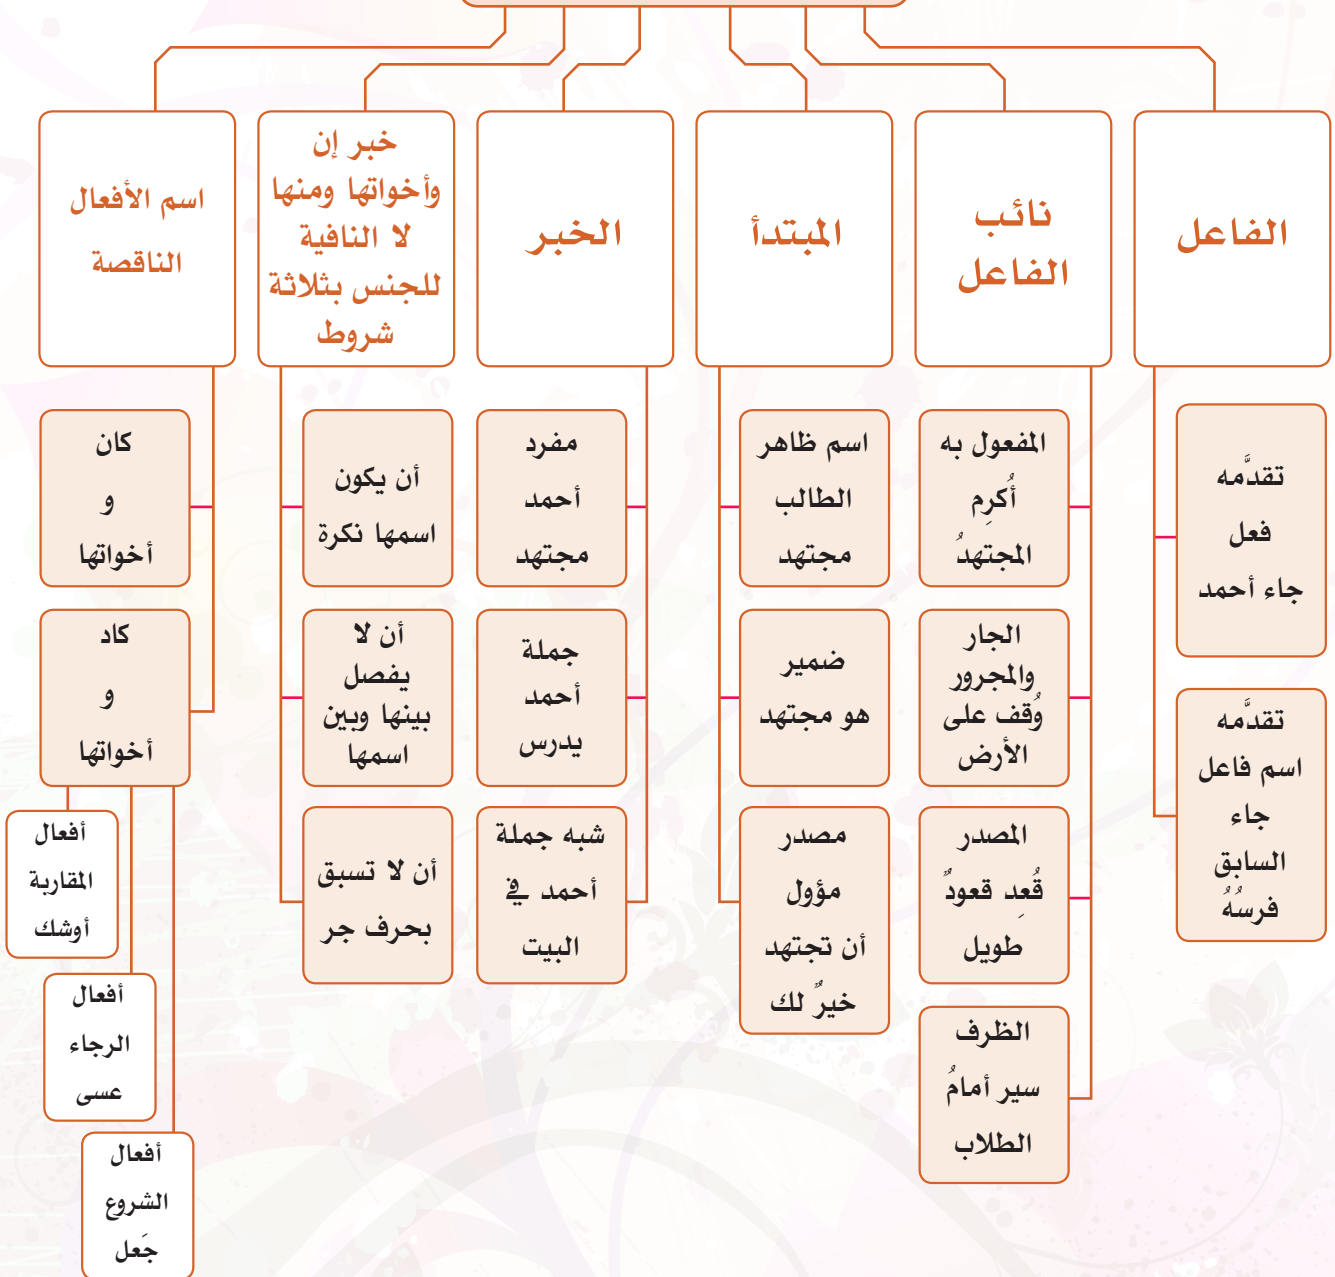 الفاعل
نائب
الفاعل
المبتدأ
الخبر
خبر إن
وأخواتها ومنها
لا النافية
للجنس بثلاثة
شروط
اسم الأفعال
الناقصة
تقدَّمه
فعل
جاء أحمد
تقدَّمه
اسم فاعل
جاء
السابق
فرسُهُ
المفعول به
أُكرِم
المجتهدُ
الجار
والمجرور
وُقف على
الأرض
المصدر
قُعِد قعودٌ
طويل
الظرف
سير أمامُ
الطلاب
اسم ظاهر
الطالب
مجتهد
ضمير
هو مجتهد
مصدر
مؤول
أن تجتهد
خيرٌ لك
مفرد
أحمد
مجتهد
جملة
أحمد
يدرس
شبه جملة
أحمد في
البيت
أن يكون
اسمها نكرة
أن لا
يفصل
بينها وبين
اسمها
أن لا تسبق
بحرف جر
كان
و
أخواتها
كاد
و
أخواتها
أفعال
المقاربة
أوشك
أفعال
الرجاء
عسى
أفعال
الشروع
جَعل